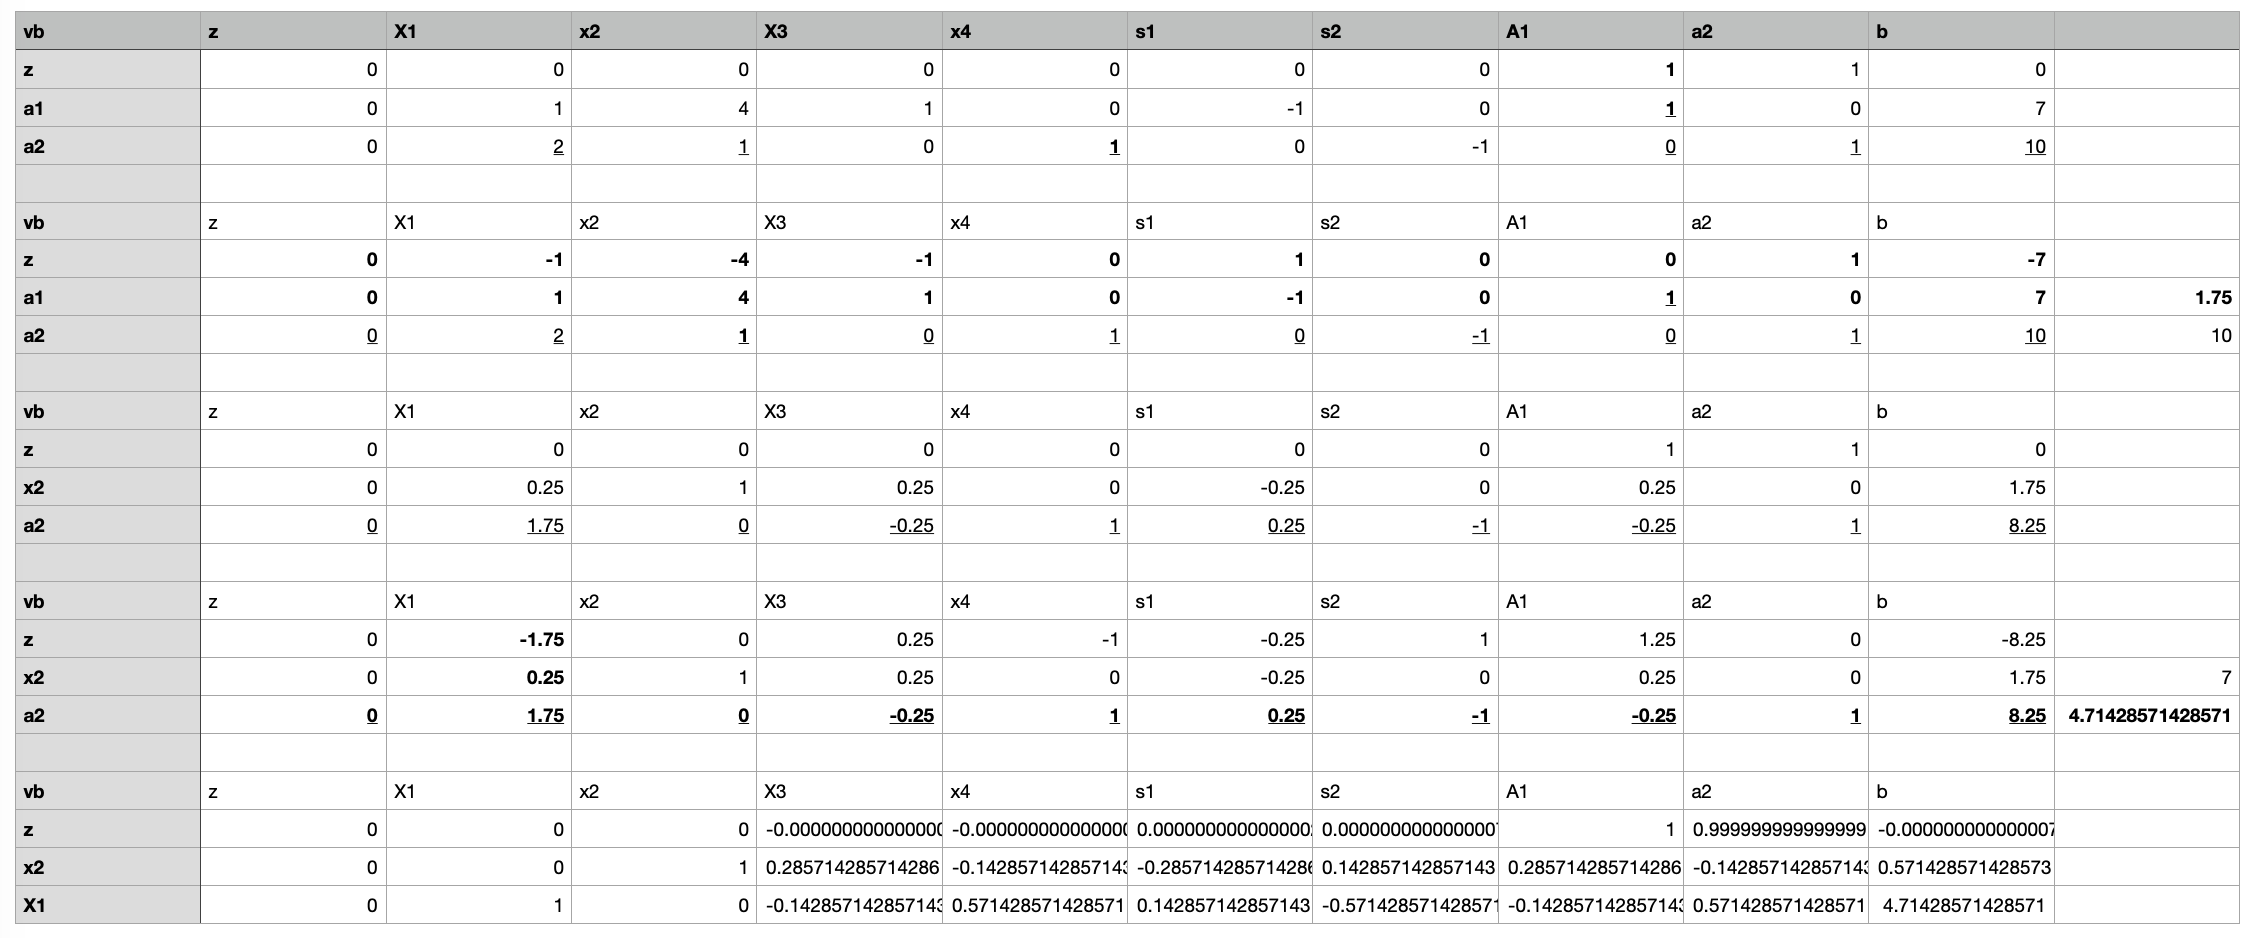 vb z X1 x2 X3 x4 s1 s2 A1 a2 b
z 0 0 0 0 0 0 0 1 1 0
a1 0 1 4 1 0 -1 0 1 0 7
a2 0 2 1 0 1 0 -1 0 1 10
vb z X1 x2 X3 x4 s1 s2 A1 a2 b
z 0 -1 -4 -1 0 1 0 0 1 -7
a1 0 1 4 1 0 -1 0 1 0 7 1.75
a2 0 2 1 0 1 0 -1 0 1 10 10
vb z X1 x2 X3 x4 s1 s2 A1 a2 b
z 0 0 0 0 0 0 0 1 1 0
x2 0 0.25 1 0.25 0 -0.25 0 0.25 0 1.75
a2 0 1.75 0 -0.25 1 0.25 -1 -0.25 1 8.25
vb z X1 x2 X3 x4 s1 s2 A1 a2 b
z 0 -1.75 0 0.25 -1 -0.25 1 1.25 0 -8.25
x2 0 0.25 1 0.25 0 -0.25 0 0.25 0 1.75 7
a2 0 1.75 0 -0.25 1 0.25 -1 -0.25 1 8.25 4.71428571428571
vb z X1 x2 X3 x4 s1 s2 A1 a2 b
z 0 0 0 1 0.999999999999999
x2 0 0 1 0.285714285714286 -0.142857142857143 -0.285714285714286 0.142857142857143 0.285714285714286 -0.142857142857143 0.571428571428573
X1 0 1 0 -0.142857142857143 0.571428571428571 0.142857142857143 -0.571428571428571 -0.142857142857143 0.571428571428571 4.71428571428571